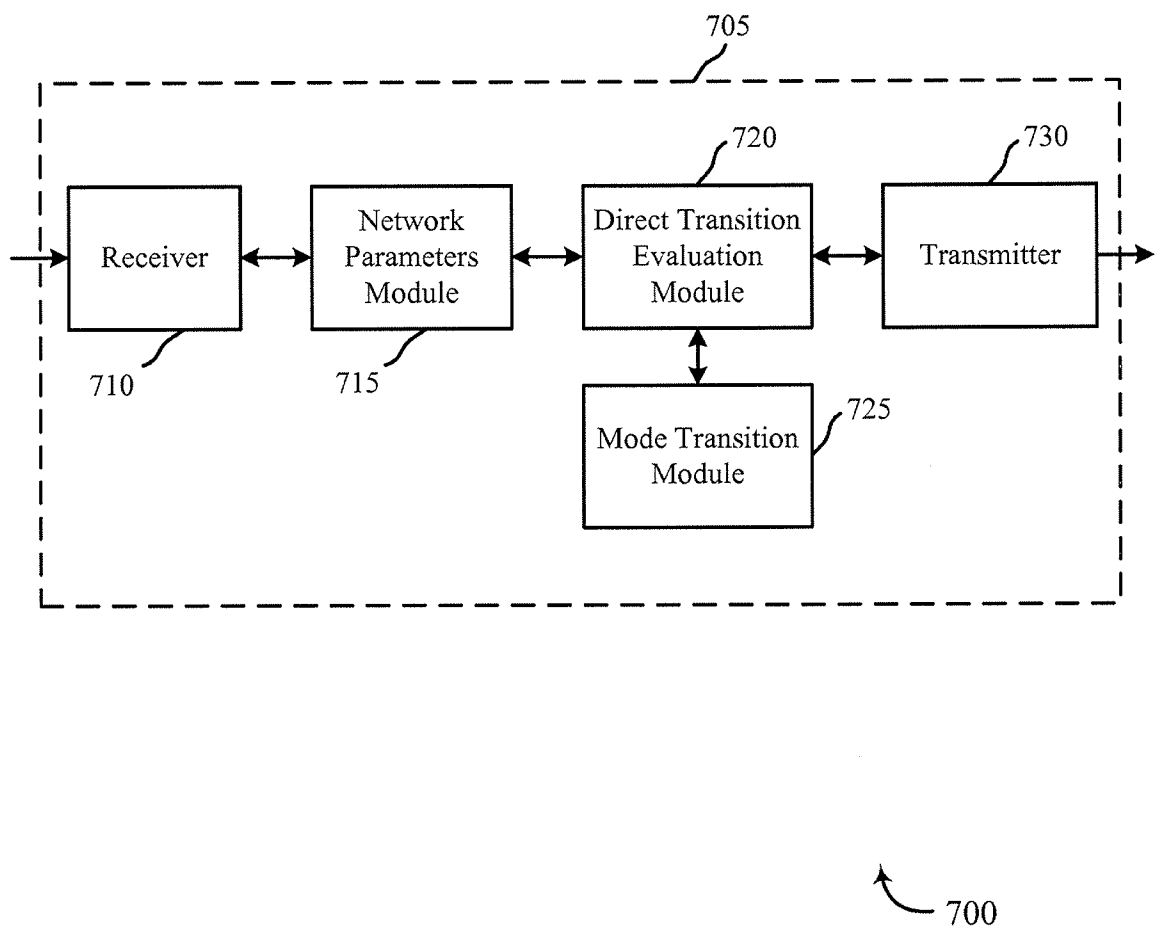 705
720
730
Receiver
Network
Parameters
Module
Direct Transition
Evaluation
Module
Transmitter
710
715
725
Mode Transition
Module
700